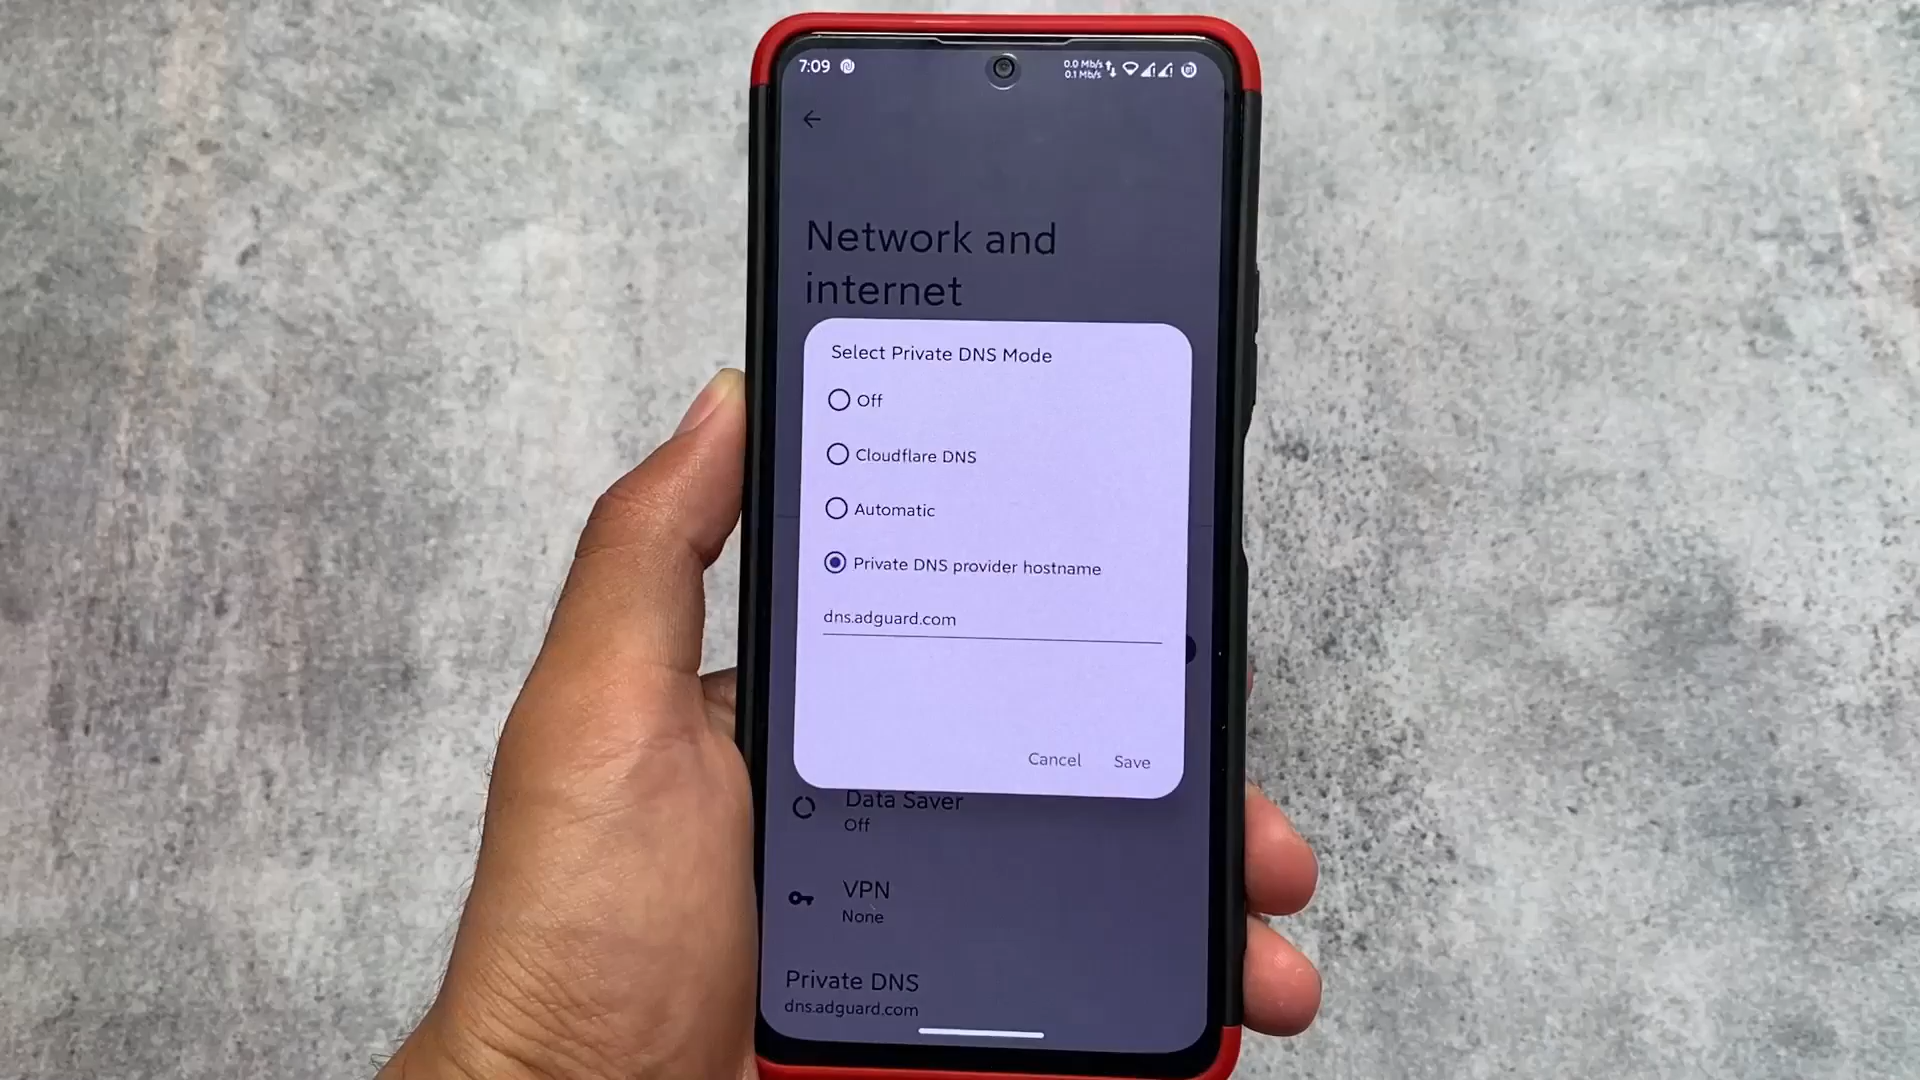 7:09
0.0 Mb/s
0.1 Mb/s
Network and
internet
Select Private DNS Mode
Off
Cloudflare DNS
Automatic
Private DNS provider hostname
dns.adguard.com
Cancel Save
Data Saver
Off
VPN
None
Private DNS
dns.adguard.com